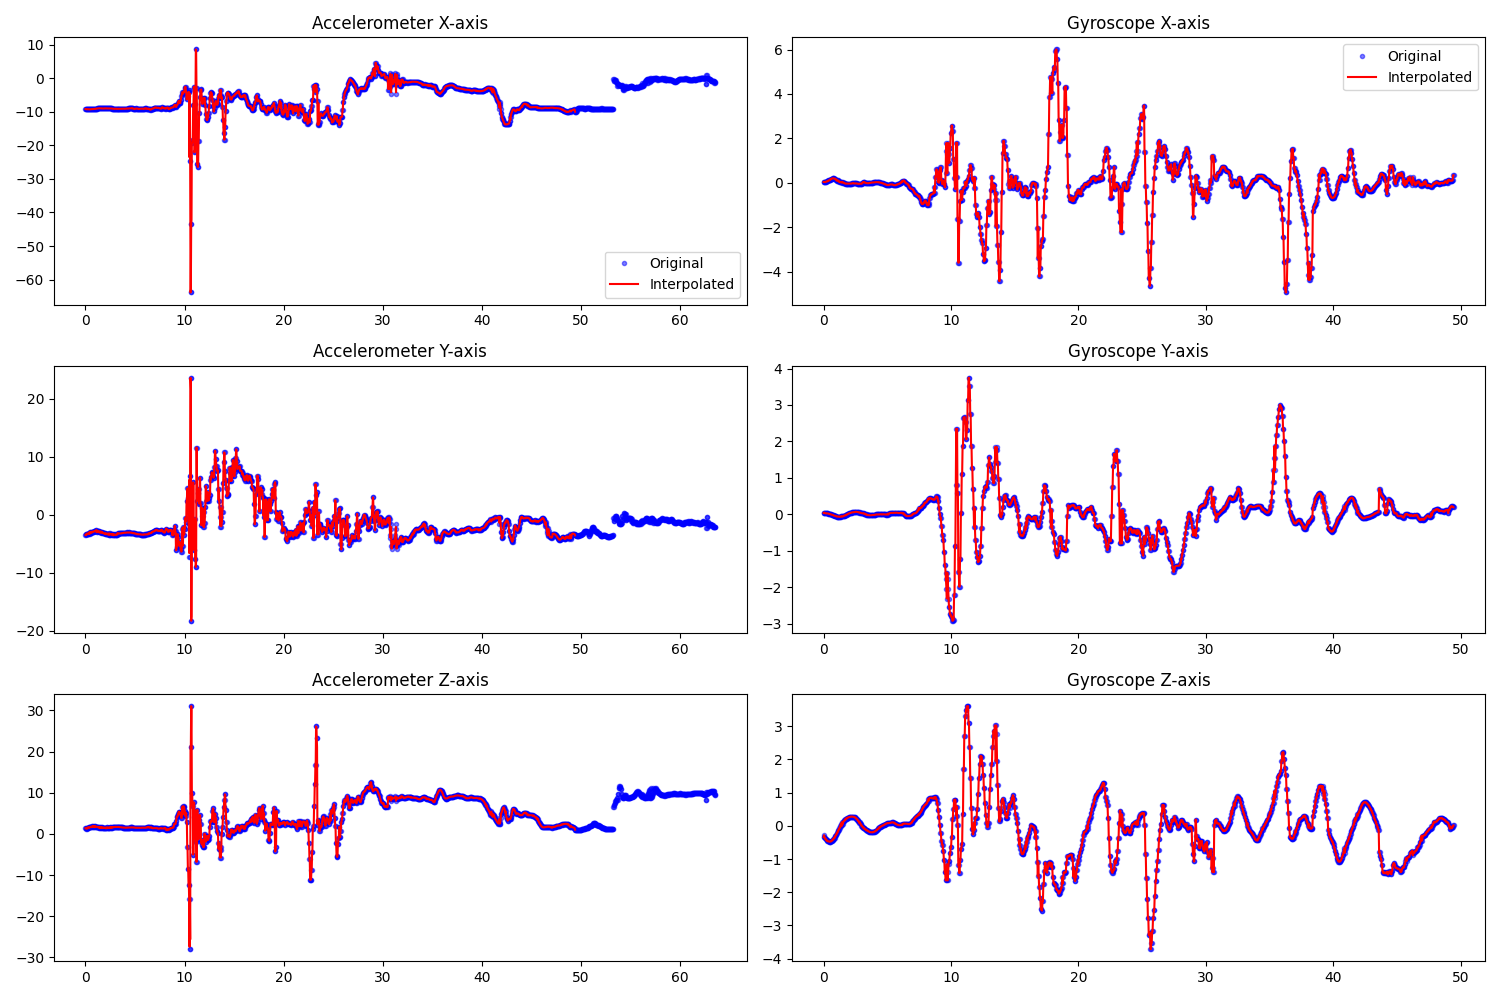 Accelerometer X-axis
10
0
−10
−20
−30
−40
−50
−60
0 10 20 30 40 50 60
Original
Interpolated
Gyroscope X-axis
6
4
2
0
−2
−4
0 10 20 30 40 50
Original
Interpolated
Accelerometer Y-axis
20
10
0
−10
−20
0 10 20 30 40 50 60
Gyroscope Y-axis
4
3
2
1
0
−1
−2
−3
0 10 20 30 40 50
Accelerometer Z-axis
30
20
10
0
−10
−20
−30
0 10 20 30 40 50 60
Gyroscope Z-axis
3
2
1
0
−1
−2
−3
−4
0 10 20 30 40 50